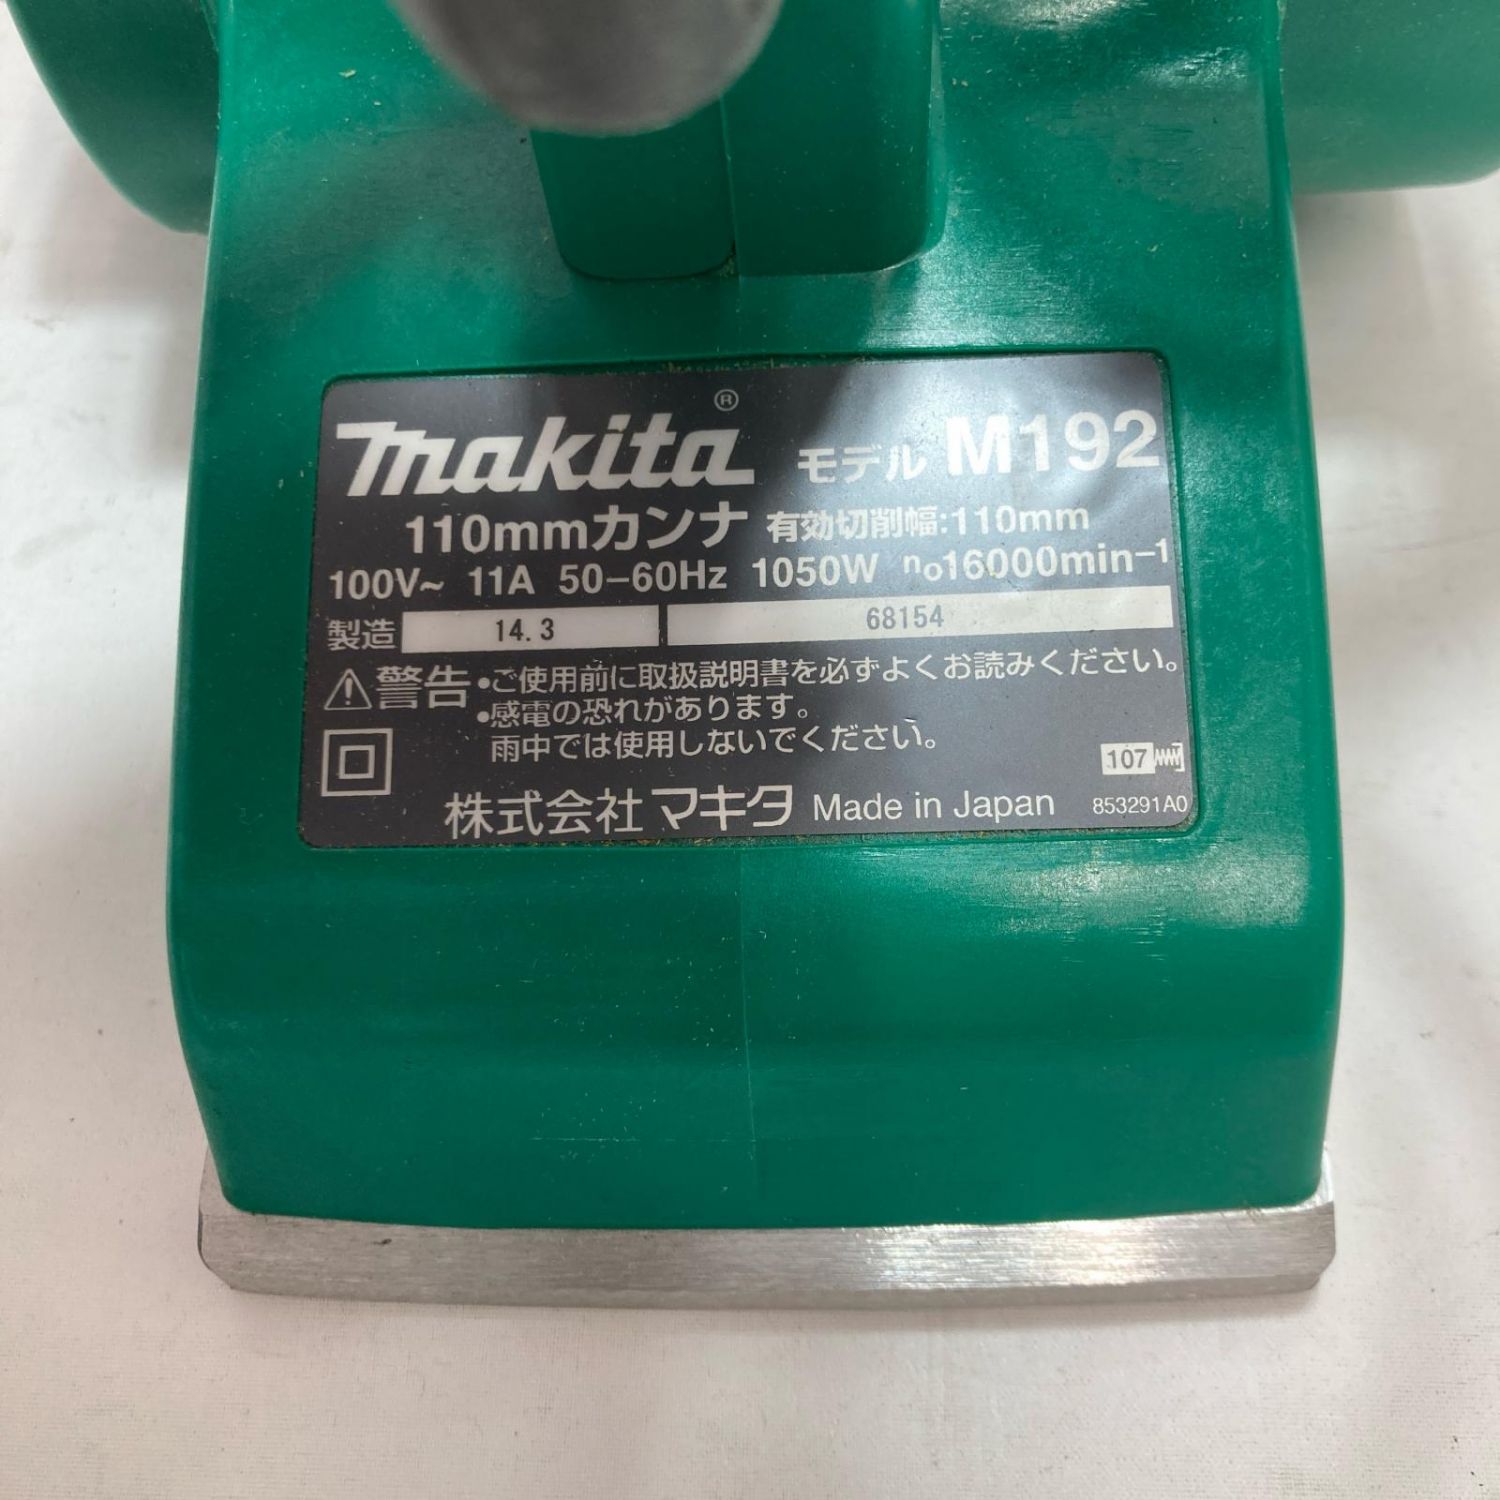 makita® モデル M192
110mmカンナ 有効切削幅:110mm
100V~ 11A 50-60Hz 1050W no16000min-1
製造 14.3 68154
警告 •ご使用前に取扱説明書を必ずよくお読みください。
•感電の恐れがあります。
雨中では使用しないでください。
107
株式会社マキタ Made in Japan 853291A0